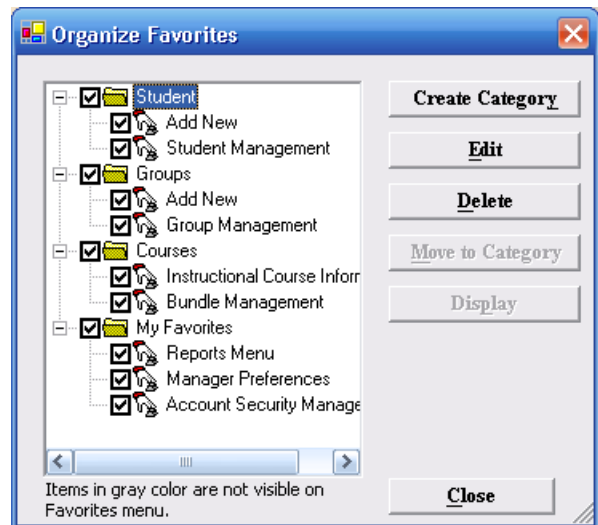 Organize Favorites
Student
Add New
Student Management
Groups
Add New
Group Management
Courses
Instructional Course Inforr
Bundle Management
My Favorites
Reports Menu
Manager Preferences
Account Security Manage
Items in gray color are not visible on
Favorites menu.
Create Category
Edit
Delete
Move to Category
Display
Close